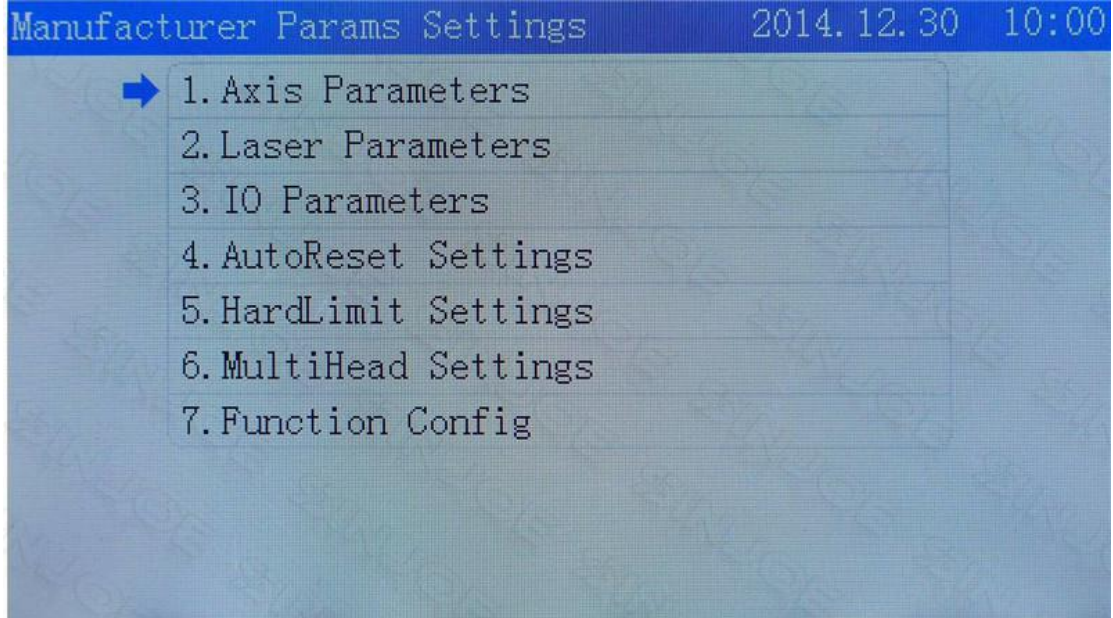 Manufacturer Params Settings 2014.12.30 10:00
1.Axis Parameters
2.Laser Parameters
3.IO Parameters
4.AutoReset Settings
5.HardLimit Settings
6.MultiHead Settings
7.Function Config